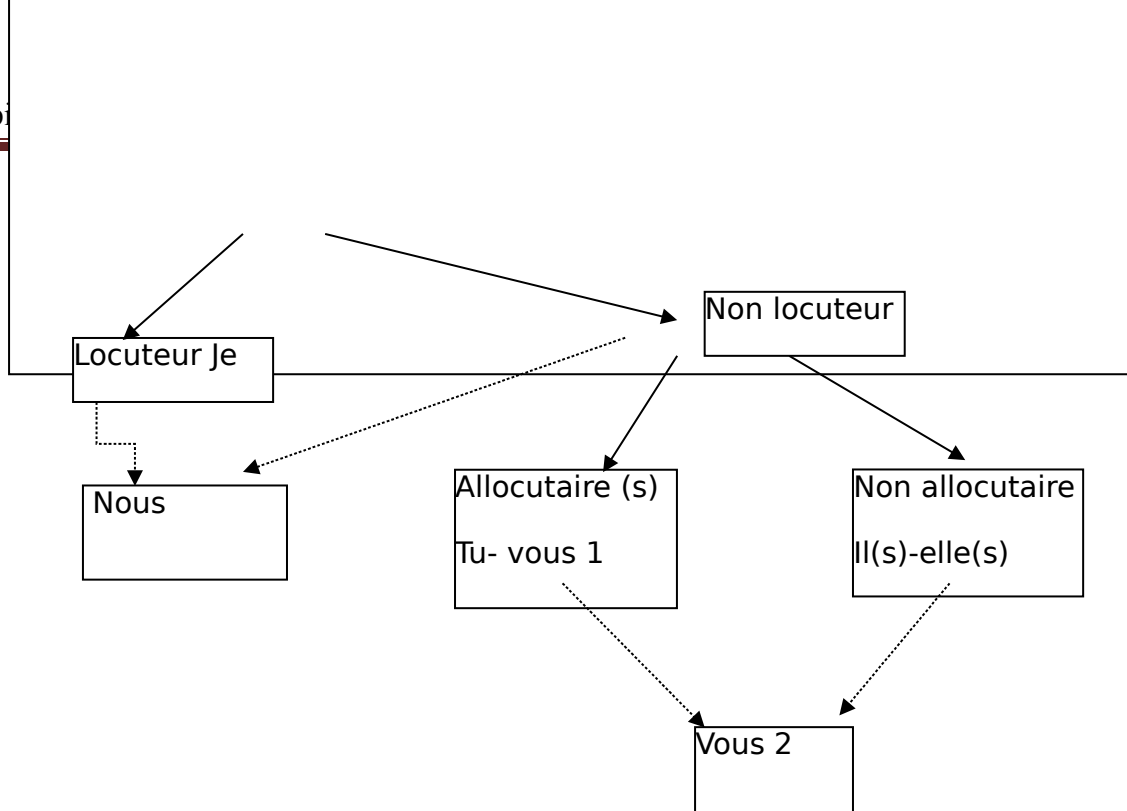 Non locuteur
Locuteur Je
Nous
Allocutaire (s)
Tu- vous 1
Non allocutaire
Il(s)-elle(s)
Vous 2